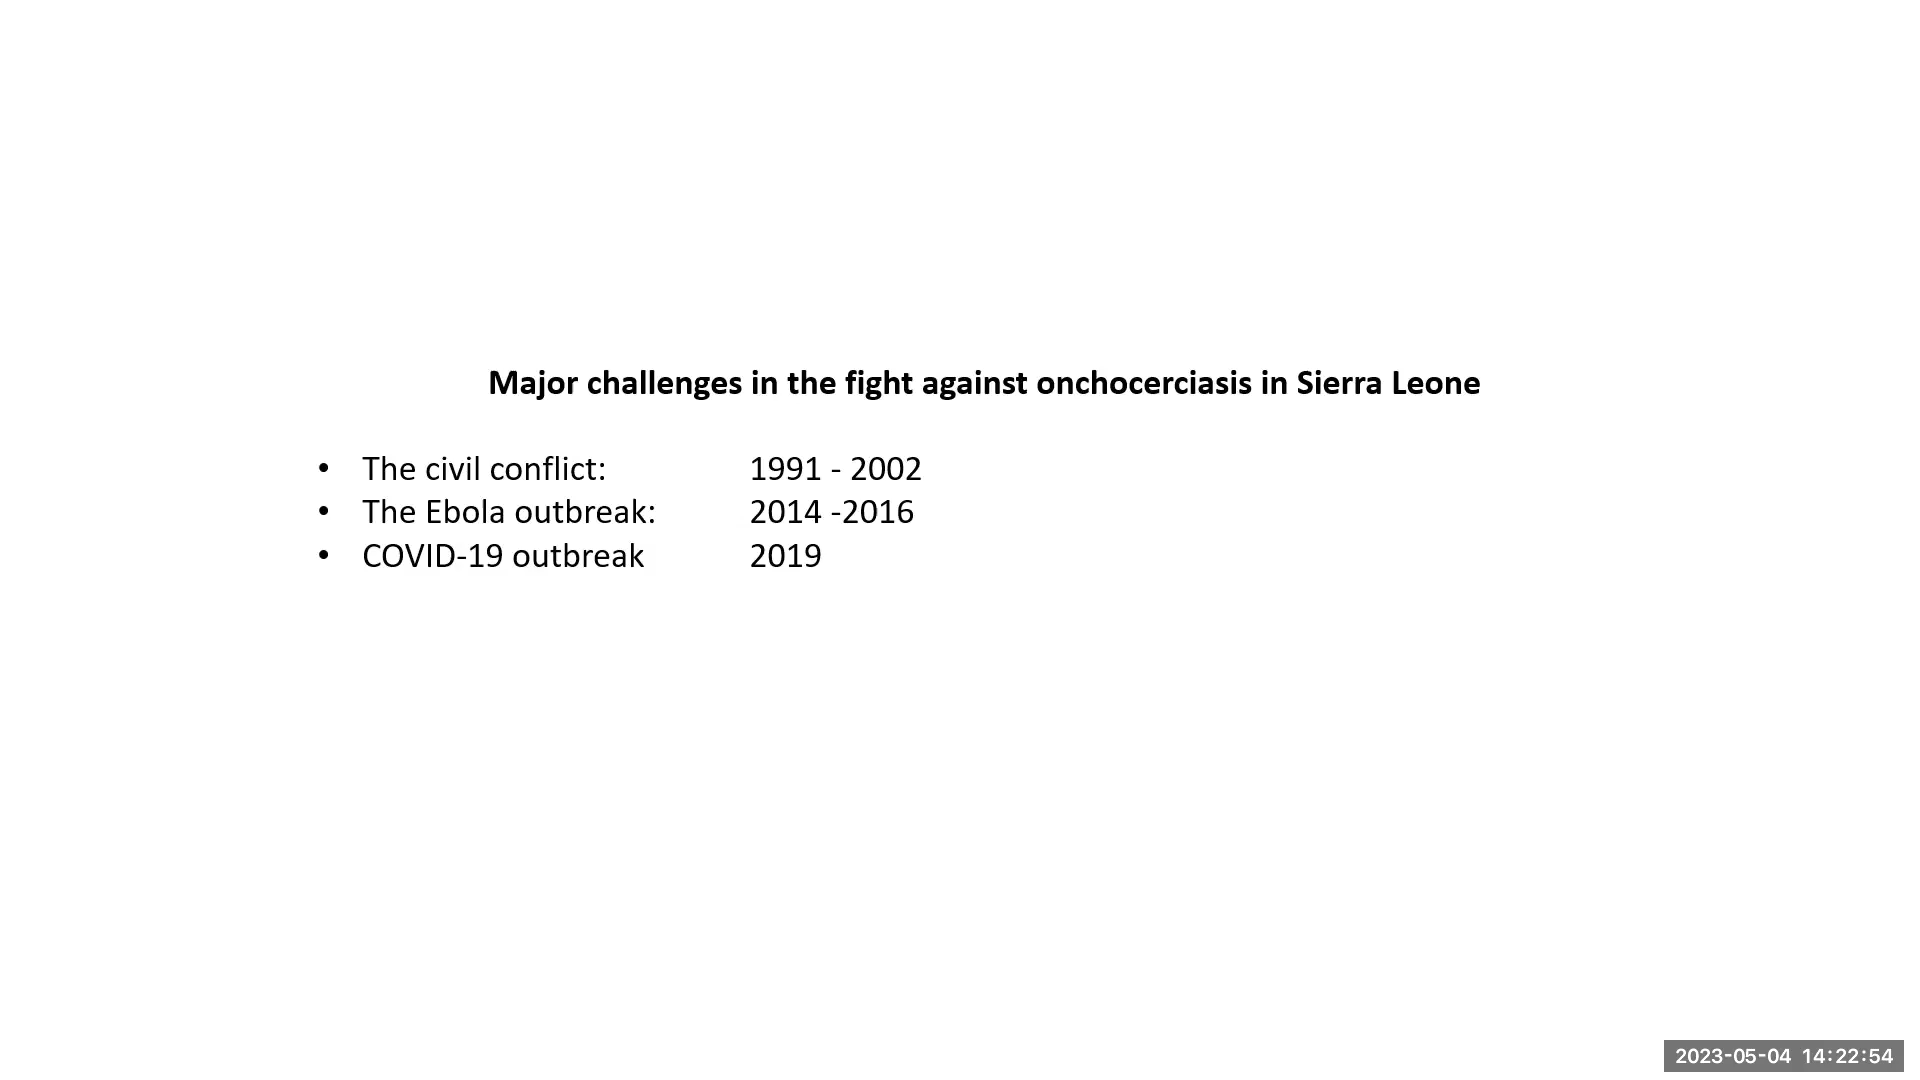 Major challenges in the fight against onchocerciasis in Sierra Leone
• The civil conflict: 1991 - 2002
• The Ebola outbreak: 2014 -2016
• COVID-19 outbreak 2019
2023-05-04 14:22:54